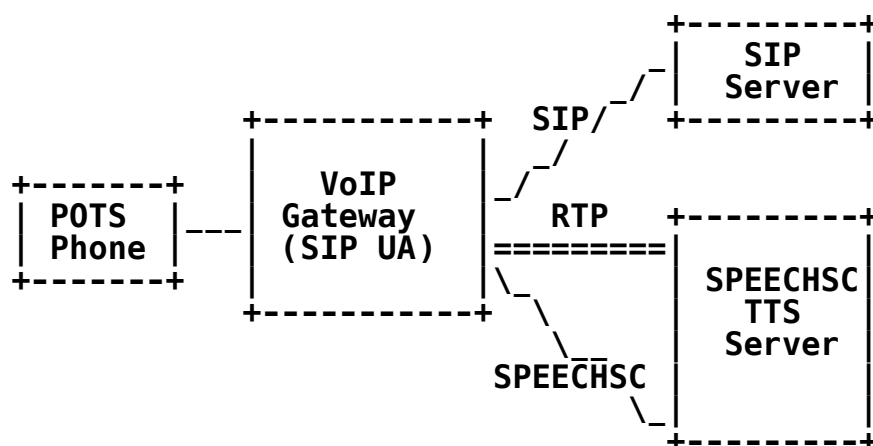 SIP
Server
SIP
VoIP
Gateway
(SIP UA)
POTS
Phone
RTP
SPEECHSC
TTS
Server
SPEECHSC